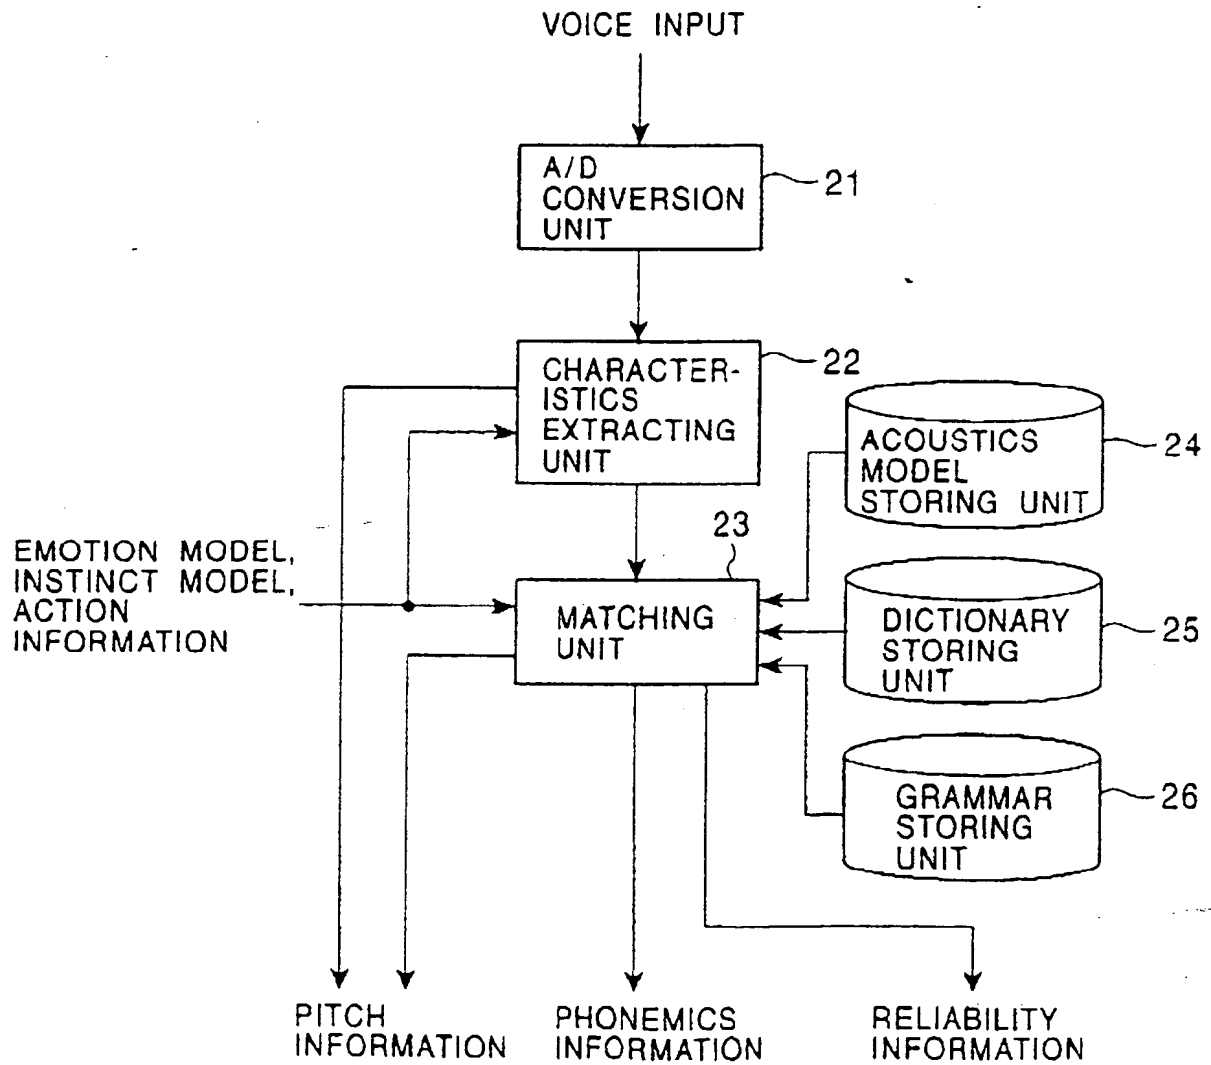 VOICE INPUT
A/D
CONVERSION
UNIT
21
CHARACTER-
ISTICS
EXTRACTING
UNIT
22
ACOUSTICS
MODEL
STORING UNIT
24
23
EMOTION MODEL,
INSTINCT MODEL,
ACTION
INFORMATION
MATCHING
UNIT
DICTIONARY
STORING
UNIT
25
GRAMMAR
STORING
UNIT
26
PITCH
INFORMATION
PHONEMICS
INFORMATION
RELIABILITY
INFORMATION